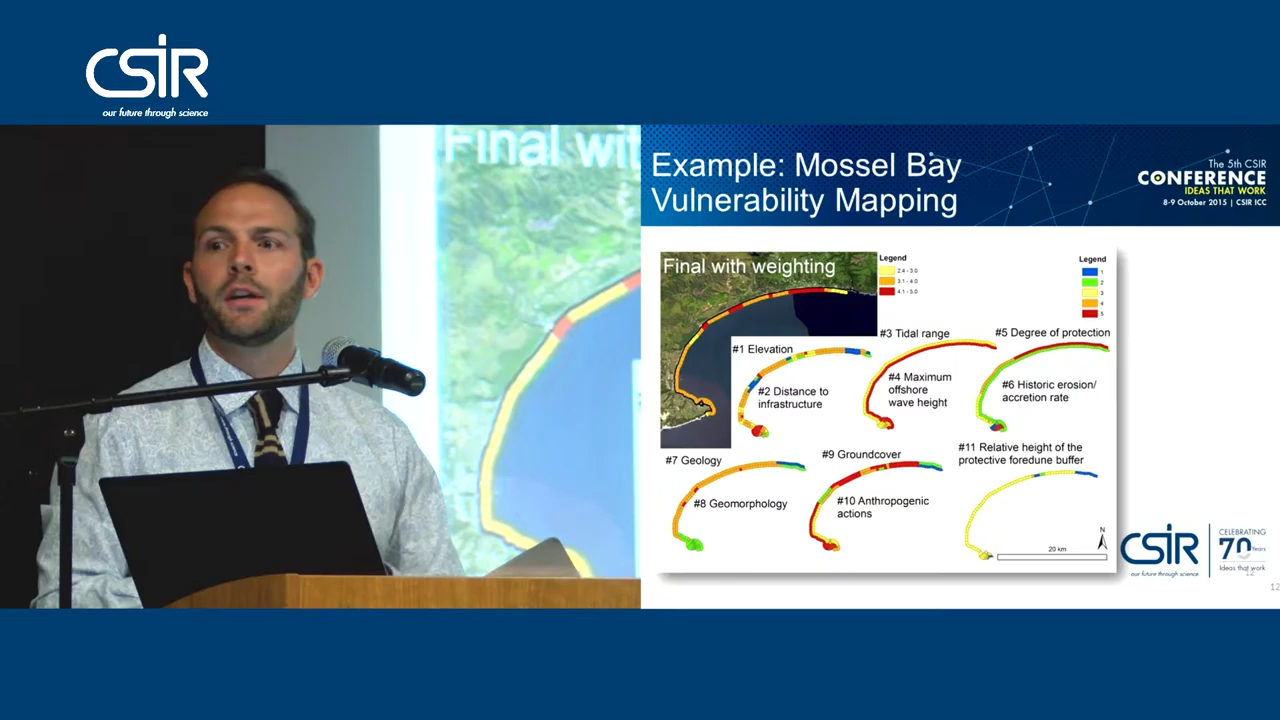 CSIR
our future through science
Final wit
Example: Mossel Bay
Vulnerability Mapping
The 5th CSIR
CONFERENCE
IDEAS THAT WORK
8-9 October 2015 | CSIR ICC
Final with weighting
Legend
2.4 - 3.0
3.1 - 4.0
4.1 - 5.0
Legend
1
2
3
4
5
#1 Elevation
#2 Distance to
infrastructure
#3 Tidal range
#4 Maximum
offshore
wave height
#5 Degree of protection
#6 Historic erosion/
accretion rate
#7 Geology
#8 Geomorphology
#9 Groundcover
#10 Anthropogenic
actions
#11 Relative height of the
protective foredune buffer
N
20 km
CSIR
our future through science
CELEBRATING
70 Years
Ideas that work
12